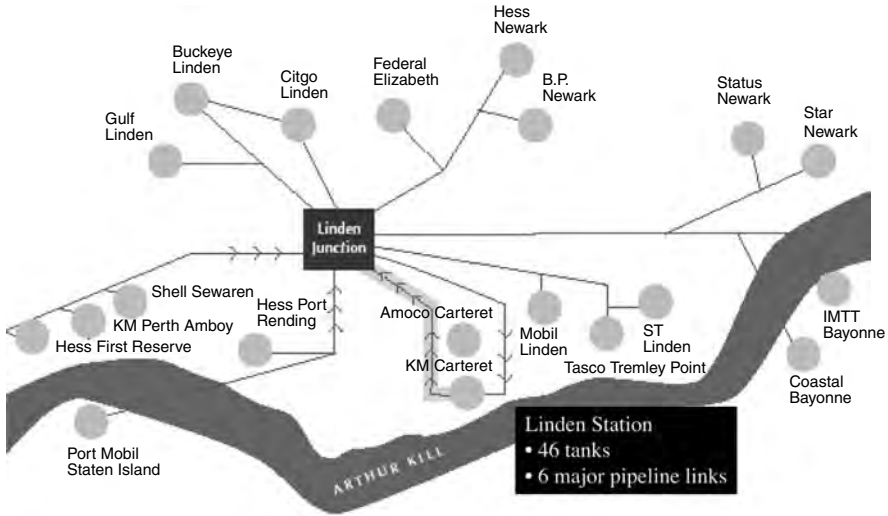 Hess
Newark
Buckeye
Linden
Citgo
Linden
Federal
Elizabeth
B.P.
Newark
Status
Newark
Star
Newark
Gulf
Linden
Linden
Junction
Shell Sewaren
KM Perth Amboy
Hess First Reserve
Hess Port
Rending
Amoco Carteret
KM Carteret
Mobil
Linden
ST
Linden
Tasco Tremley Point
IMTT
Bayonne
Coastal
Bayonne
Port Mobil
Staten Island
ARTHUR KILL
Linden Station
• 46 tanks
• 6 major pipeline links